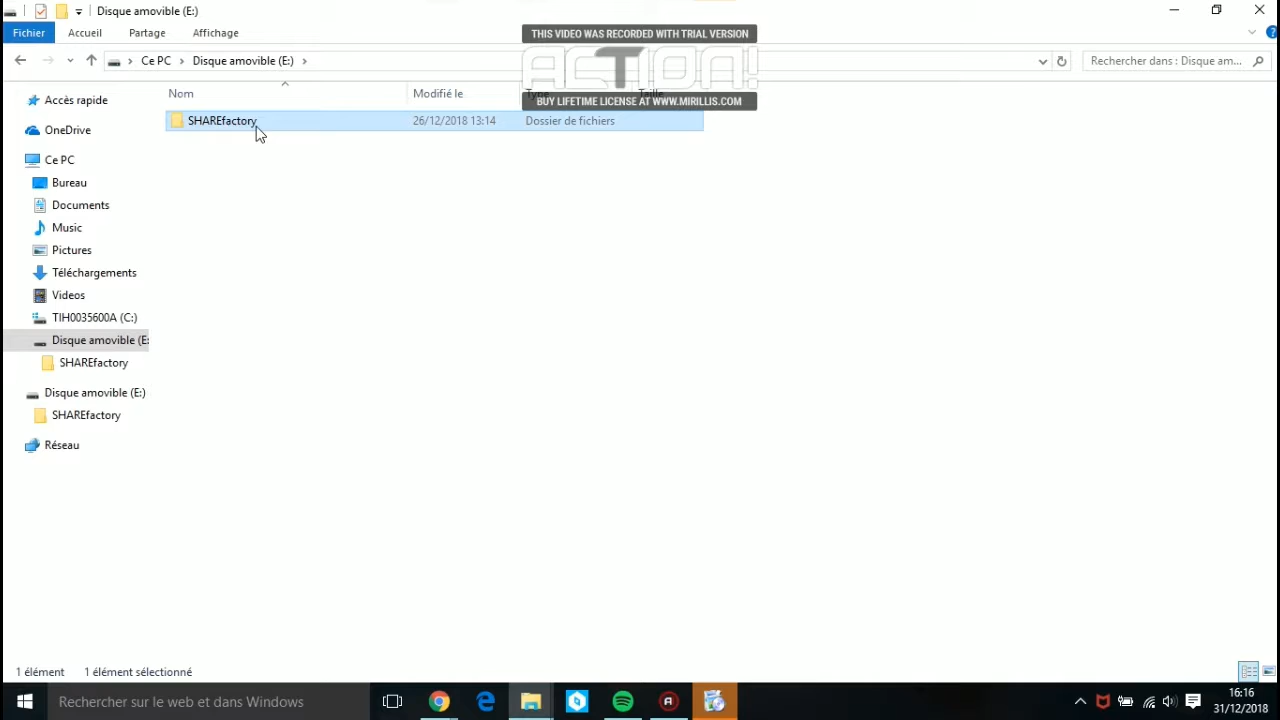 Disque amovible (E:)
THIS VIDEO WAS RECORDED WITH TRIAL VERSION
ACTION!
BUY LIFETIME LICENSE AT WWW.MIRILLIS.COM
Fichier Accueil Partage Affichage
Ce PC > Disque amovible (E:) >
Rechercher dans : Disque am...
Nom Modifié le Type Taille
SHAREfactory 26/12/2018 13:14 Dossier de fichiers
Accès rapide
OneDrive
Ce PC
Bureau
Documents
Music
Pictures
Téléchargements
Videos
TIH0035600A (C:)
Disque amovible (E:
SHAREfactory
Disque amovible (E:)
SHAREfactory
Réseau
1 élément 1 élément sélectionné
Rechercher sur le web et dans Windows
16:16
31/12/2018